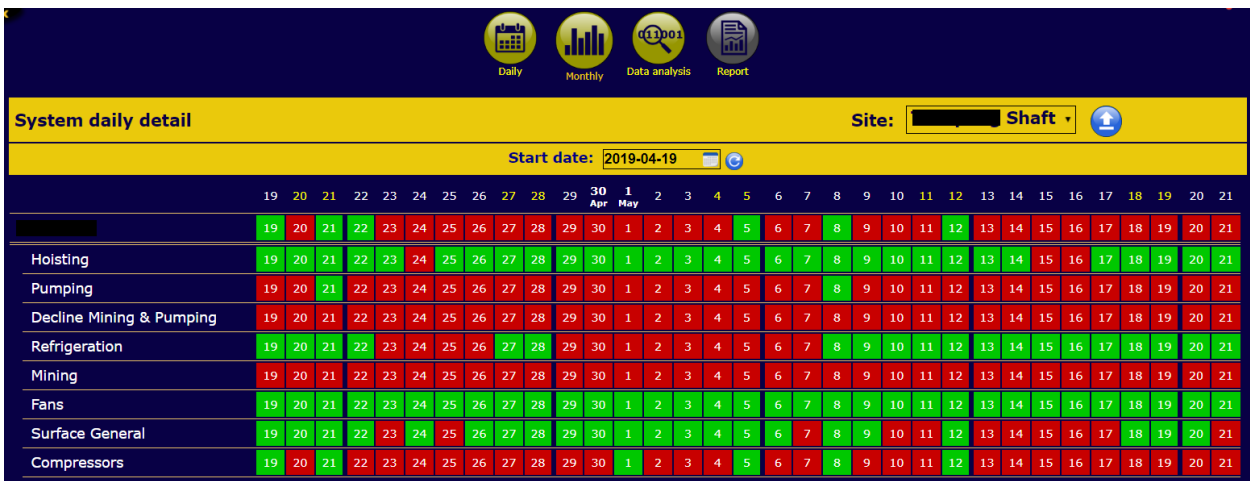 Daily Monthly Data analysis Report
System daily detail Site: Shaft
Start date: 2019-04-19
19 20 21 22 23 24 25 26 27 28 29 30 Apr 1 May 2 3 4 5 6 7 8 9 10 11 12 13 14 15 16 17 18 19 20 21
19 20 21 22 23 24 25 26 27 28 29 30 1 2 3 4 5 6 7 8 9 10 11 12 13 14 15 16 17 18 19 20 21
Hoisting 19 20 21 22 23 24 25 26 27 28 29 30 1 2 3 4 5 6 7 8 9 10 11 12 13 14 15 16 17 18 19 20 21
Pumping 19 20 21 22 23 24 25 26 27 28 29 30 1 2 3 4 5 6 7 8 9 10 11 12 13 14 15 16 17 18 19 20 21
Decline Mining & Pumping 19 20 21 22 23 24 25 26 27 28 29 30 1 2 3 4 5 6 7 8 9 10 11 12 13 14 15 16 17 18 19 20 21
Refrigeration 19 20 21 22 23 24 25 26 27 28 29 30 1 2 3 4 5 6 7 8 9 10 11 12 13 14 15 16 17 18 19 20 21
Mining 19 20 21 22 23 24 25 26 27 28 29 30 1 2 3 4 5 6 7 8 9 10 11 12 13 14 15 16 17 18 19 20 21
Fans 19 20 21 22 23 24 25 26 27 28 29 30 1 2 3 4 5 6 7 8 9 10 11 12 13 14 15 16 17 18 19 20 21
Surface General 19 20 21 22 23 24 25 26 27 28 29 30 1 2 3 4 5 6 7 8 9 10 11 12 13 14 15 16 17 18 19 20 21
Compressors 19 20 21 22 23 24 25 26 27 28 29 30 1 2 3 4 5 6 7 8 9 10 11 12 13 14 15 16 17 18 19 20 21